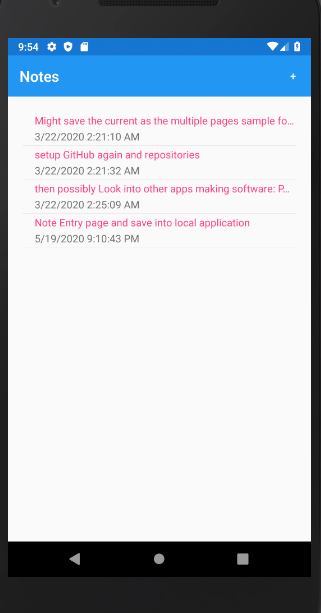 9:54
Notes
+
Might save the current as the multiple pages sample fo...
3/22/2020 2:21:10 AM
setup GitHub again and repositories
3/22/2020 2:21:32 AM
then possibly Look into other apps making software: P...
3/22/2020 2:25:09 AM
Note Entry page and save into local application
5/19/2020 9:10:43 PM